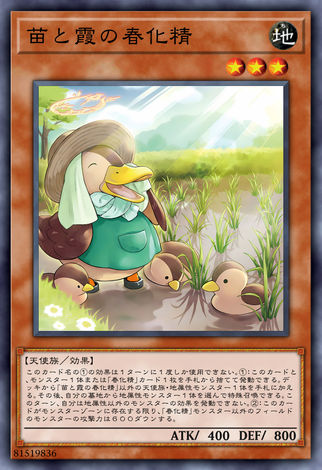 苗と霞の春化精
地
【天使族/効果】
このカード名の①の効果は1ターンに1度しか使用できない。①:このカードと、
モンスター1体または「春化精」カード1枚を手札から捨てて発動できる。デ
ッキから「苗と霞の春化精」以外の天使族・地属性モンスター1体を手札に加
える。その後、自分の墓地から地属性モンスター1体を選んで特殊召喚できる。こ
のターン、自分は地属性以外のモンスターの効果を発動できない。②:このカー
ドがモンスターゾーンに存在する限り、「春化精」モンスター以外のフィールド
のモンスターの攻撃力は600ダウンする。
ATK/ 400 DEF/ 800
81519836